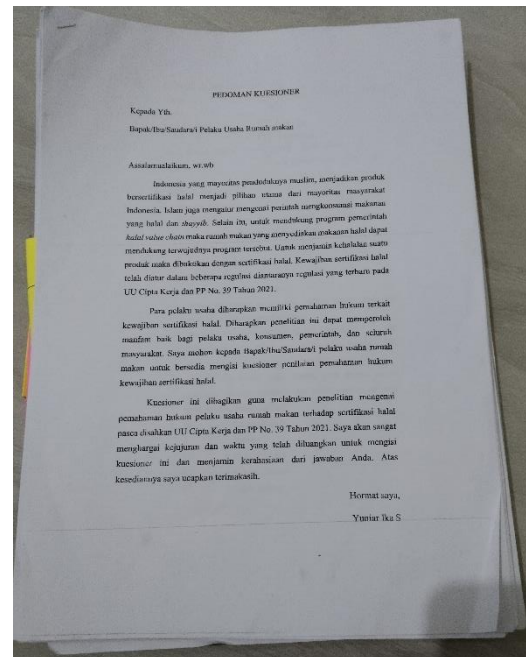 PEDOMAN KUESIONER
Kepada Yth.
Bapak/Ibu/Saudara/i Pelaku Usaha Rumah makan
Assalamualaikum, wr.wb
Indonesia yang mayoritas penduduknya muslim, menjadikan produk
bersertifikasi halal menjadi pilihan utama dari mayoritas masyarakat
Indonesia. Islam juga mengatur mengenai perintah mengkonsumsi makanan
yang halal dan thayyib. Selain itu, untuk mendukung program pemerintah
halal value chain maka rumah makan yang menyediakan makanan halal dapat
mendukung terwujudnya program tersebut. Untuk menjamin kehalalan suatu
produk maka dibuktikan dengan sertifikasi halal. Kewajiban sertifikasi halal
telah diatur dalam beberapa regulasi diantaranya regulasi yang terbaru pada
UU Cipta Kerja dan PP No. 39 Tahun 2021.
Para pelaku usaha diharapkan memiliki pemahaman hukum terkait
kewajiban sertifikasi halal. Diharapkan penelitian ini dapat memperoleh
manfaat baik bagi pelaku usaha, konsumen, pemerintah, dan seluruh
masyarakat. Saya mohon kepada Bapak/Ibu/Saudara/i pelaku usaha rumah
makan untuk bersedia mengisi kuesioner penilaian pemahaman hukum
kewajiban sertifikasi halal.
Kuesioner ini dibagikan guna melakukan penelitian mengenai
pemahaman hukum pelaku usaha rumah makan terhadap sertifikasi halal
pasca disahkan UU Cipta Kerja dan PP No. 39 Tahun 2021. Saya akan sangat
menghargai kejujuran dan waktu yang telah diluangkan untuk mengisi
kuesioner ini dan menjamin kerahasiaan dari jawaban Anda. Atas
kesediaanya saya ucapkan terimakasih.
Hormat saya,
Yuniar Ika S